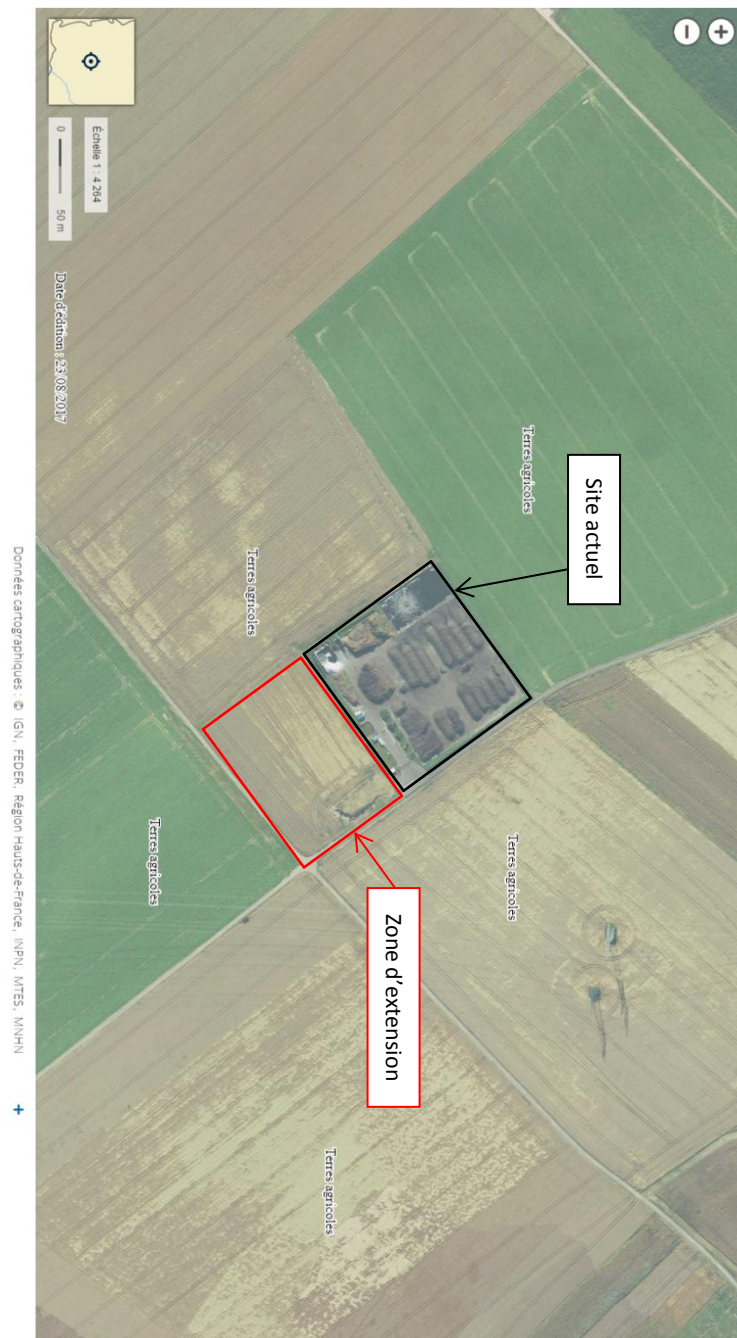 Échelle 1 : 4 264
0 50 m
Date d'édition : 23/08/2017
Terres agricoles
Site actuel
Terres agricoles
Terres agricoles
Terres agricoles
Zone d'extension
Terres agricoles
Données cartographiques : © IGN, FEDER, Région Hauts-de-France, INPN, MTES, MNHN